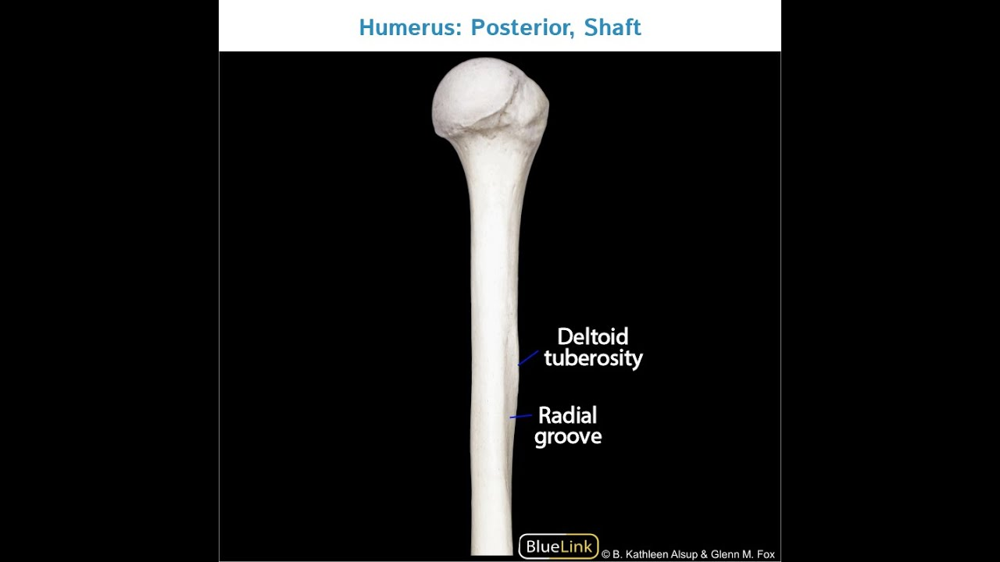 Humerus: Posterior, Shaft
Deltoid
tuberosity
Radial
groove
BlueLink
© B. Kathleen Alsup & Glenn M. Fox